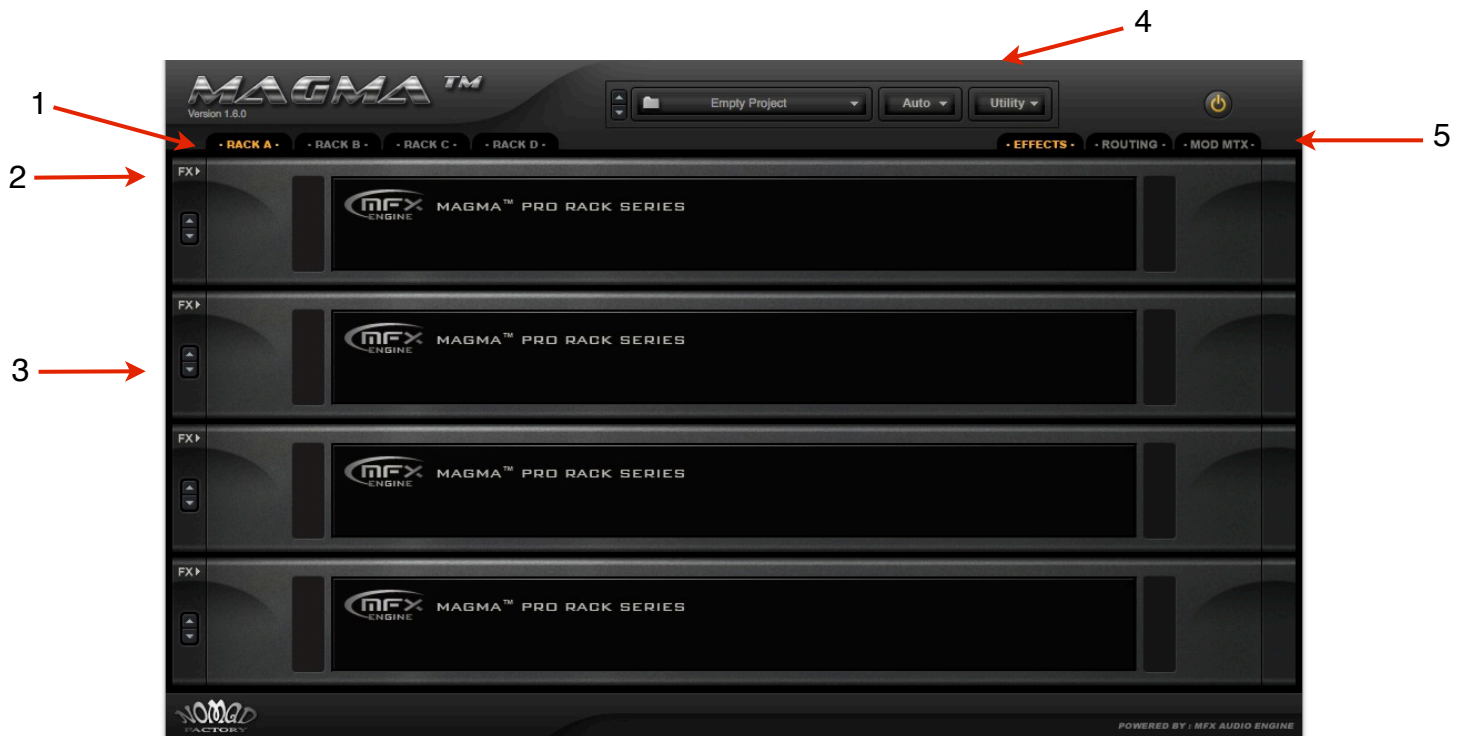 4
MAGMA ™
Version 1.6.0
Empty Project
Auto
Utility
1
- RACK A -
- RACK B -
- RACK C -
- RACK D -
- EFFECTS -
- ROUTING -
- MOD MTX -
5
2
FX
MFX ENGINE
MAGMA™ PRO RACK SERIES
3
FX
MFX ENGINE
MAGMA™ PRO RACK SERIES
FX
MFX ENGINE
MAGMA™ PRO RACK SERIES
FX
MFX ENGINE
MAGMA™ PRO RACK SERIES
NOMAD
FACTORY
POWERED BY : MFX AUDIO ENGINE